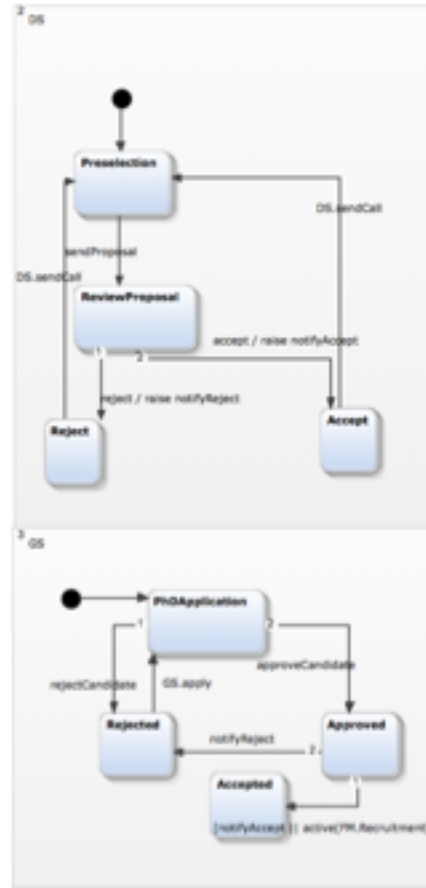 2
DS
Preselection
DS.sendCall
sendProposal
DS.sendCall
ReviewProposal
1
2
accept / raise notifyAccept
reject / raise notifyReject
Reject
Accept
3
GS
PhDApplication
1
2
approveCandidate
rejectCandidate
GS.apply
Rejected
notifyReject
Approved
2
Accepted
1
[notifyAccept || active(FM.Recruitment)